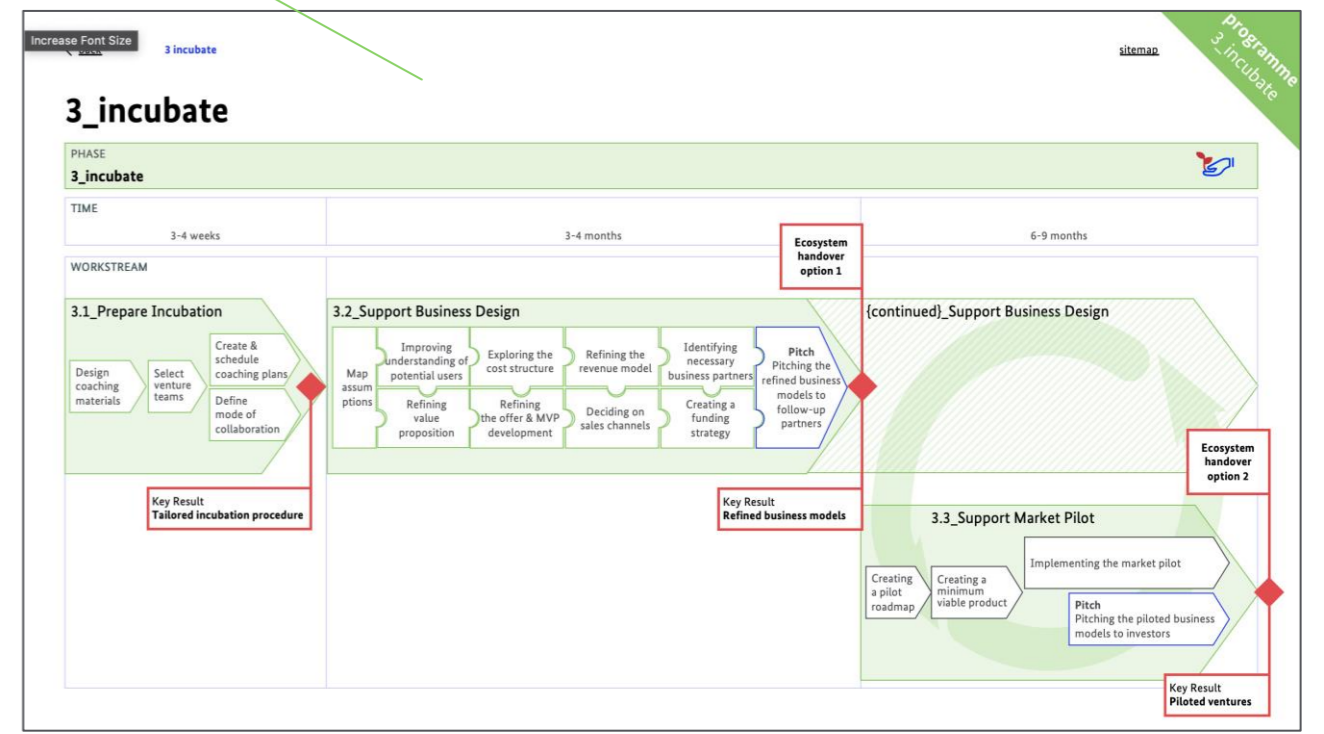 Increase Font Size
3 incubate
sitemap
programme
3_incubate
3_incubate
PHASE
3_incubate
TIME
3-4 weeks
3-4 months
6-9 months
WORKSTREAM
Ecosystem
handover
option 1
3.1_Prepare Incubation
Design
coaching
materials
Select
venture
teams
Create &
schedule
coaching plans
Define
mode of
collaboration
Key Result
Tailored incubation procedure
3.2_Support Business Design
Map
assum
ptions
Improving
understanding of
potential users
Exploring the
cost structure
Refining the
revenue model
Identifying
necessary
business partners
Refining
value
proposition
Refining
the offer & MVP
development
Deciding on
sales channels
Creating a
funding
strategy
Pitch
Pitching the
refined business
models to
follow-up
partners
Key Result
Refined business models
{continued}_Support Business Design
Ecosystem
handover
option 2
3.3_Support Market Pilot
Creating
a pilot
roadmap
Creating a
minimum
viable product
Implementing the market pilot
Pitch
Pitching the piloted business
models to investors
Key Result
Piloted ventures